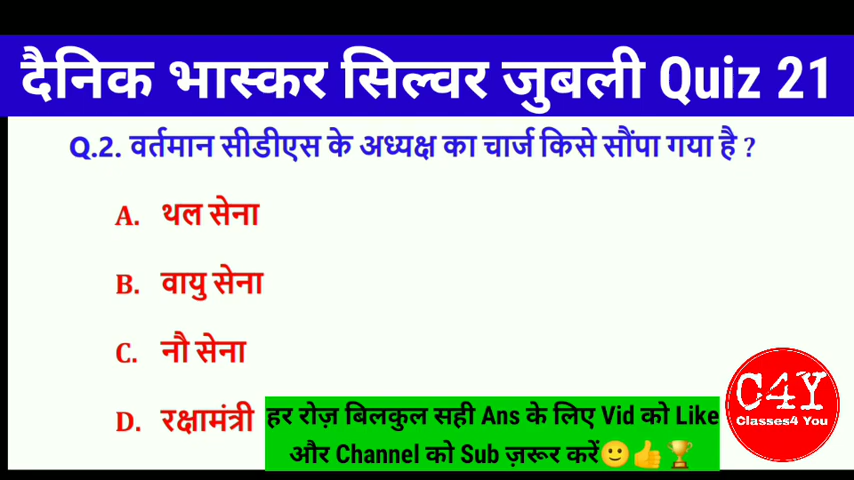 दैनिक भास्कर सिल्वर जुबली Quiz 21
Q.2. वर्तमान सीडीएस के अध्यक्ष का चार्ज किसे सौंपा गया है ?
A. थल सेना
B. वायु सेना
C. नौ सेना
D. रक्षामंत्री
हर रोज़ बिलकुल सही Ans के लिए Vid को Like
और Channel को Sub ज़रूर करें🙂👍🏆
C4Y
Classes4 You